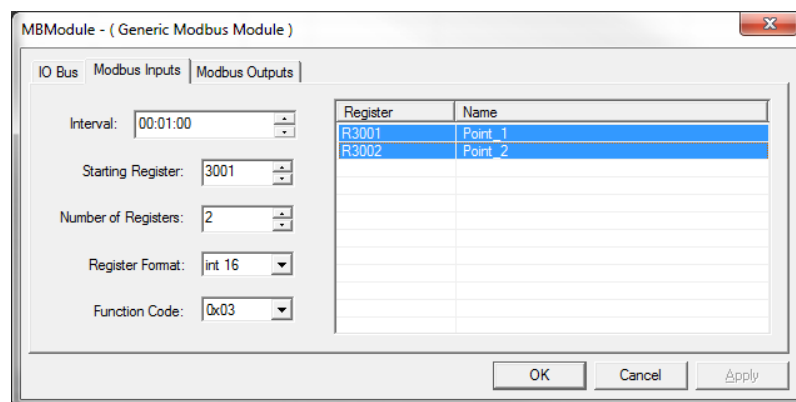 MBModule - ( Generic Modbus Module )
IO Bus Modbus Inputs Modbus Outputs
Interval: 00:01:00
Starting Register: 3001
Number of Registers: 2
Register Format: int 16
Function Code: 0x03
Register Name
R3001 Point_1
R3002 Point_2
OK Cancel Apply